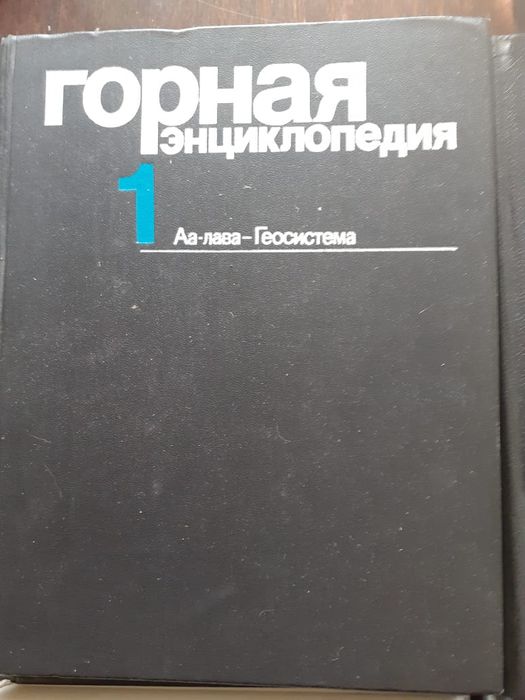 горная
энциклопедия
1
Аа-лава–Геосистема